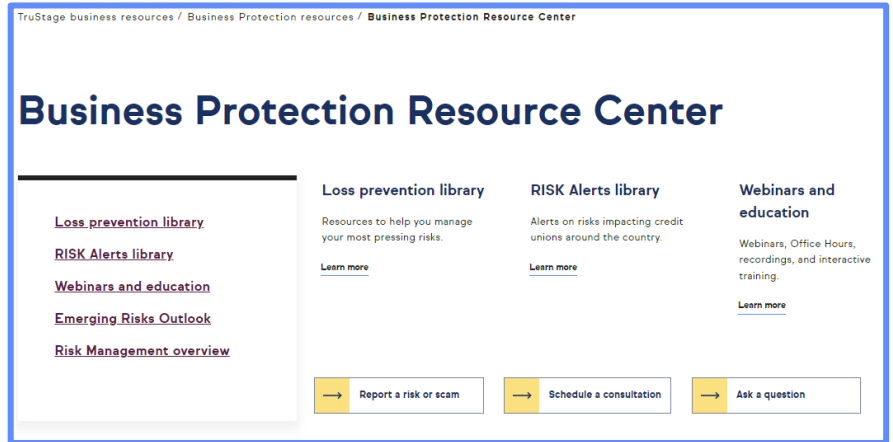 TruStage business resources / Business Protection resources / Business Protection Resource Center
Business Protection Resource Center
Loss prevention library
RISK Alerts library
Webinars and education
Emerging Risks Outlook
Risk Management overview
Loss prevention library
Resources to help you manage
your most pressing risks.
Learn more
RISK Alerts library
Alerts on risks impacting credit
unions around the country.
Learn more
Webinars and
education
Webinars, Office Hours,
recordings, and interactive
training.
Learn more
→ Report a risk or scam
→ Schedule a consultation
→ Ask a question